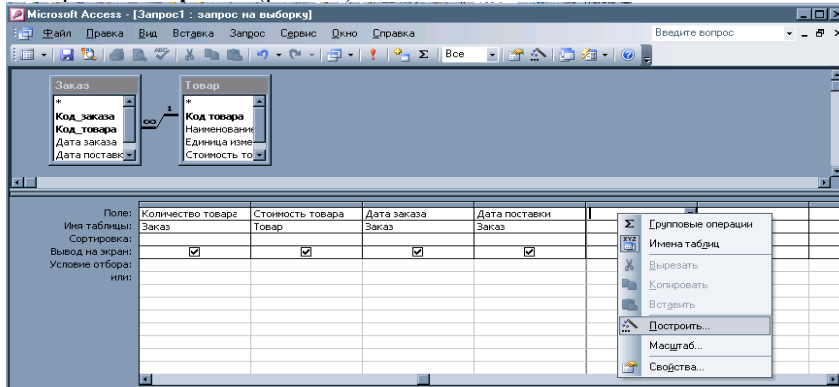 Microsoft Access - [Запрос1 : запрос на выборку]
Файл Правка Вид Вставка Запрос Сервис Окно Справка Введите вопрос
Σ Все
Заказ Товар
* *
Код_заказа Код товара
1 ∞
Код_товара Наименование
Дата заказа Единица изме
Дата поставк Стоимость то
Поле: Количество товара Стоимость товара Дата заказа Дата поставки
Имя таблицы: Заказ Товар Заказ Заказ
Сортировка:
Вывод на экран:
Условие отбора:
или:
Σ Групповые операции
XYZ Имена таблиц
Вырезать
Копировать
Вставить
Построить...
Масштаб...
Свойства...